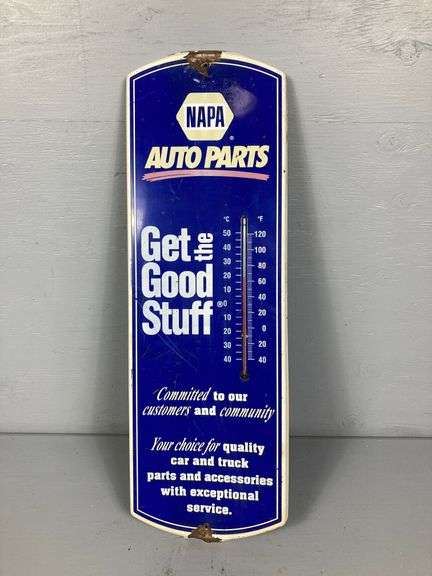 NAPA
®
AUTO PARTS
Get the
Good
Stuff®
°C °F
50 120
40 100
30 80
20 60
10 40
0 20
10 0
20 20
30 40
40
Committed to our
customers and community
Your choice for quality
car and truck
parts and accessories
with exceptional
service.